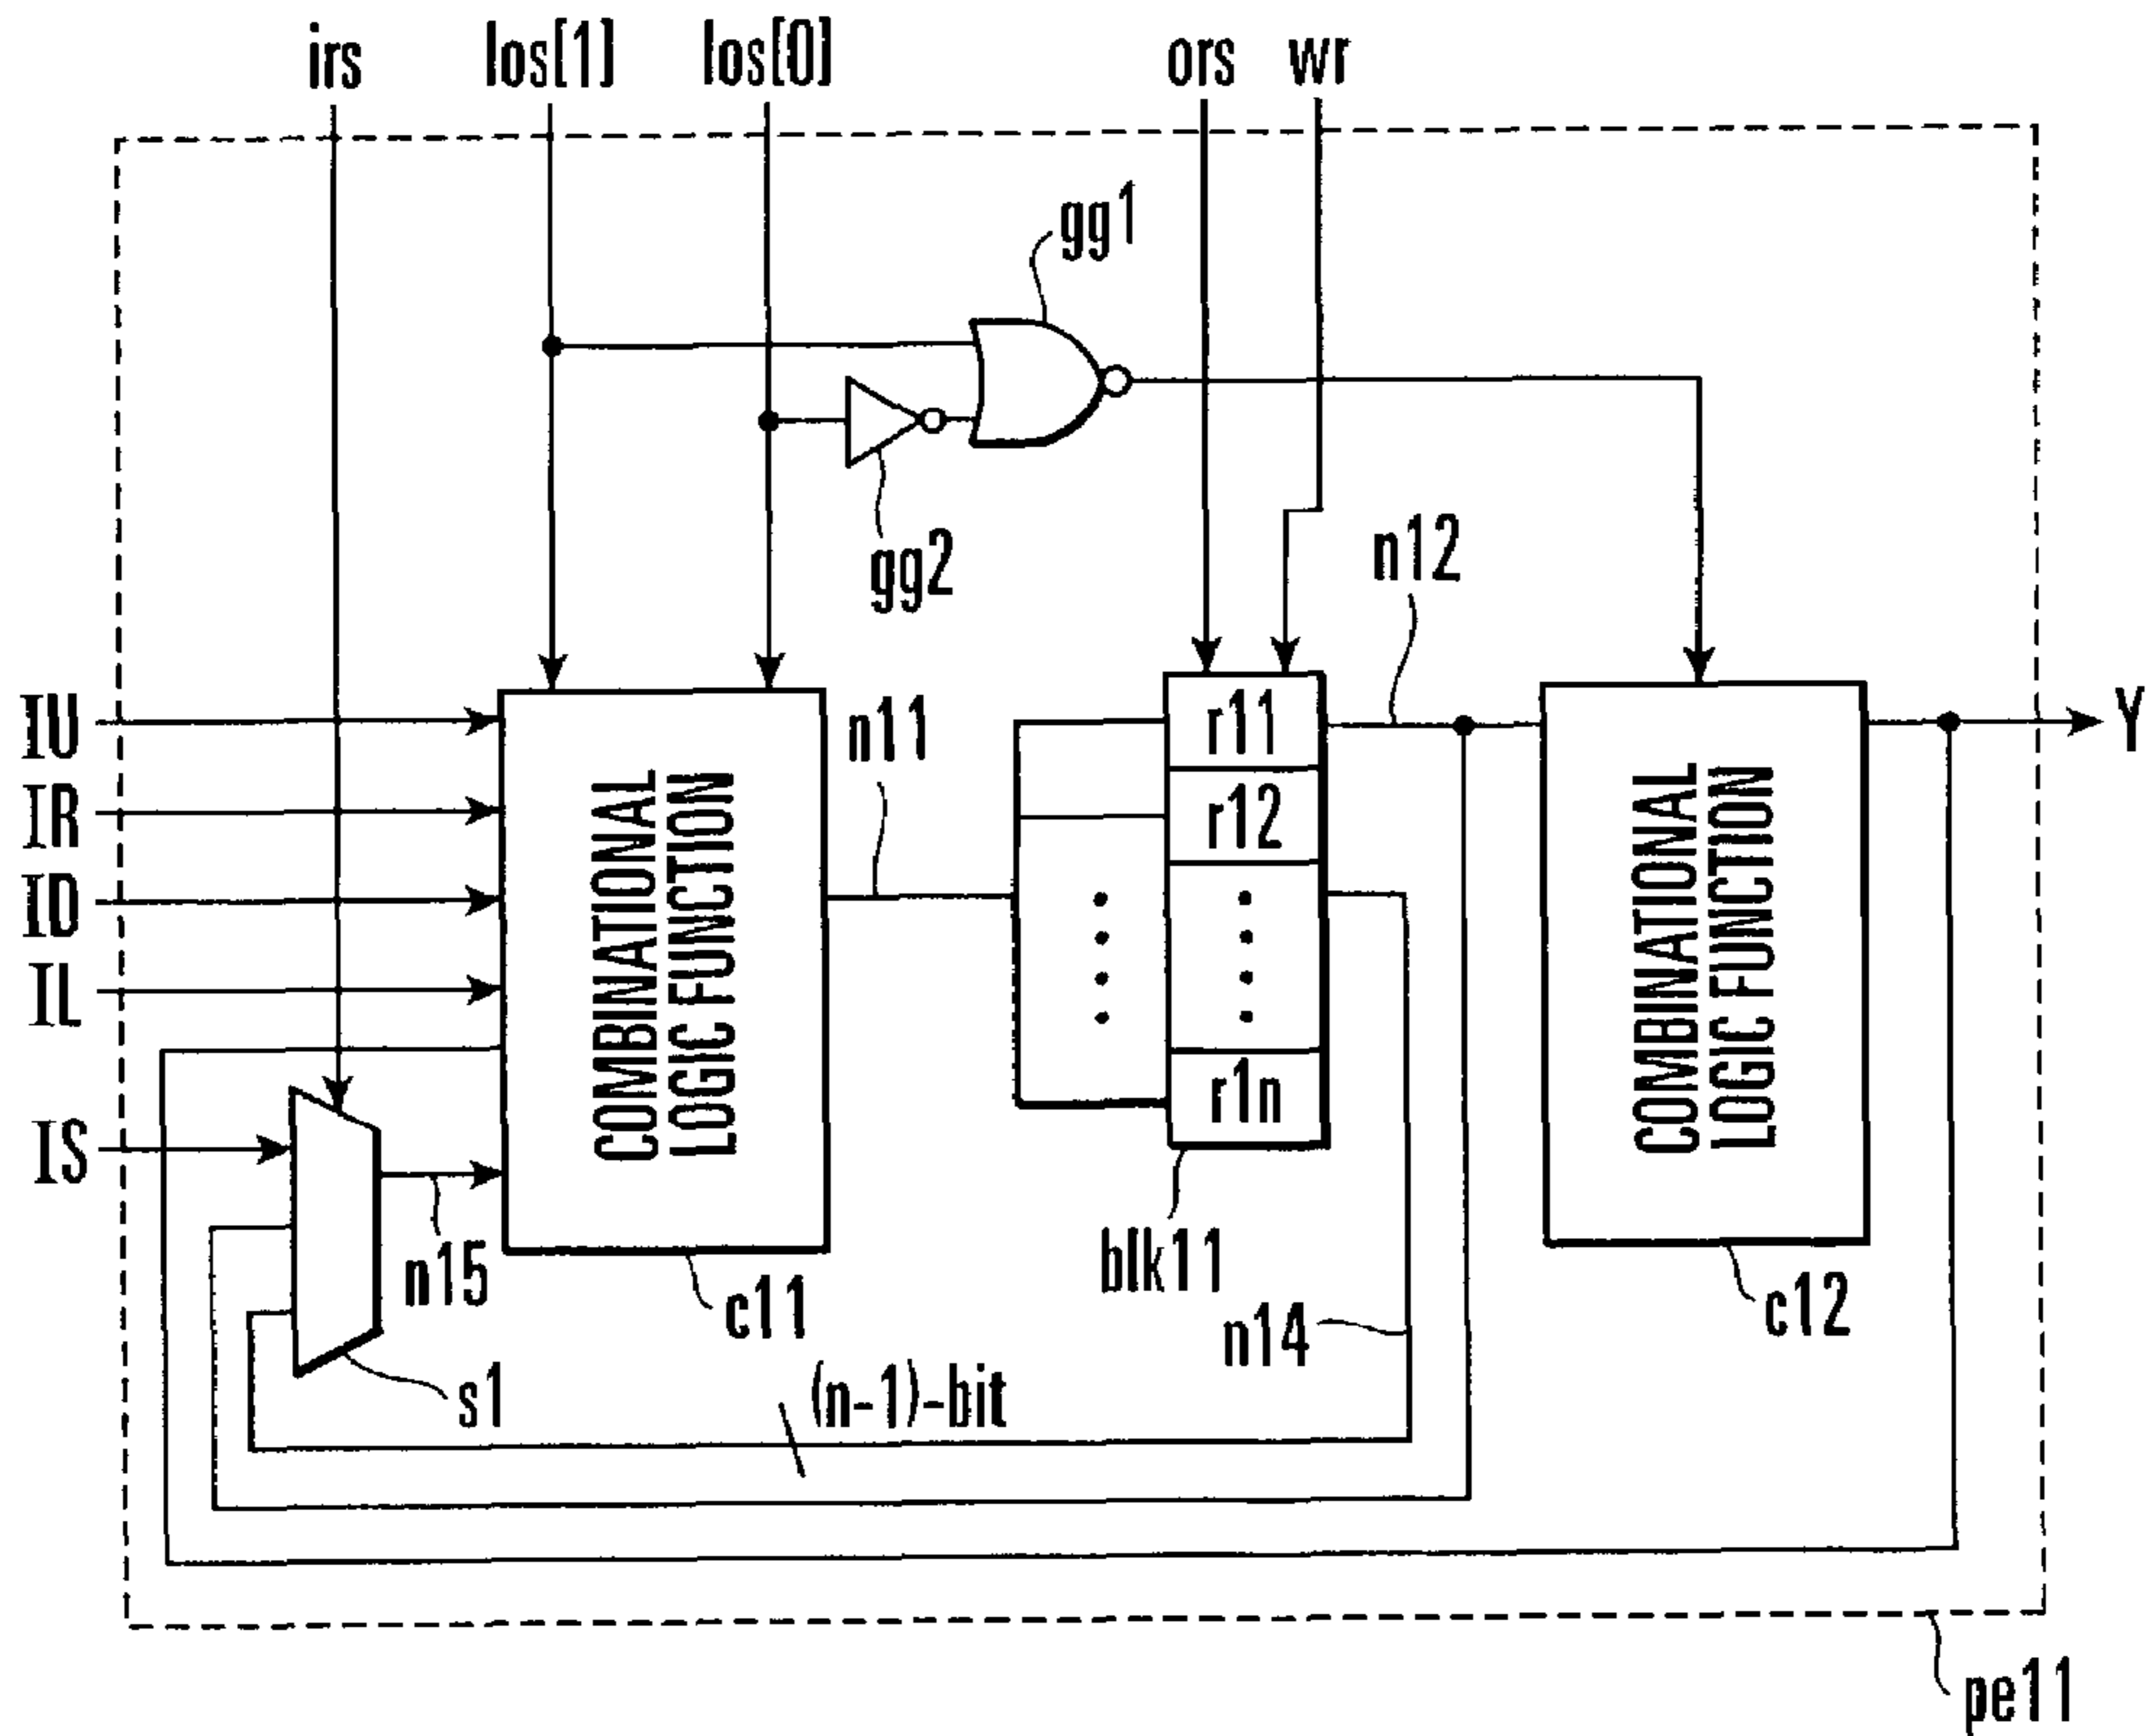 irs
los[1]
los[0]
ors
wr
gg1
gg2
n12
IU
IR
ID
IL
IS
Y
n11
r11
r12
r1n
COMBINATIONAL
LOGIC FUNCTION
COMBINATIONAL
LOGIC FUNCTION
n15
c11
blk11
n14
c12
s1
(n-1)-bit
pe11